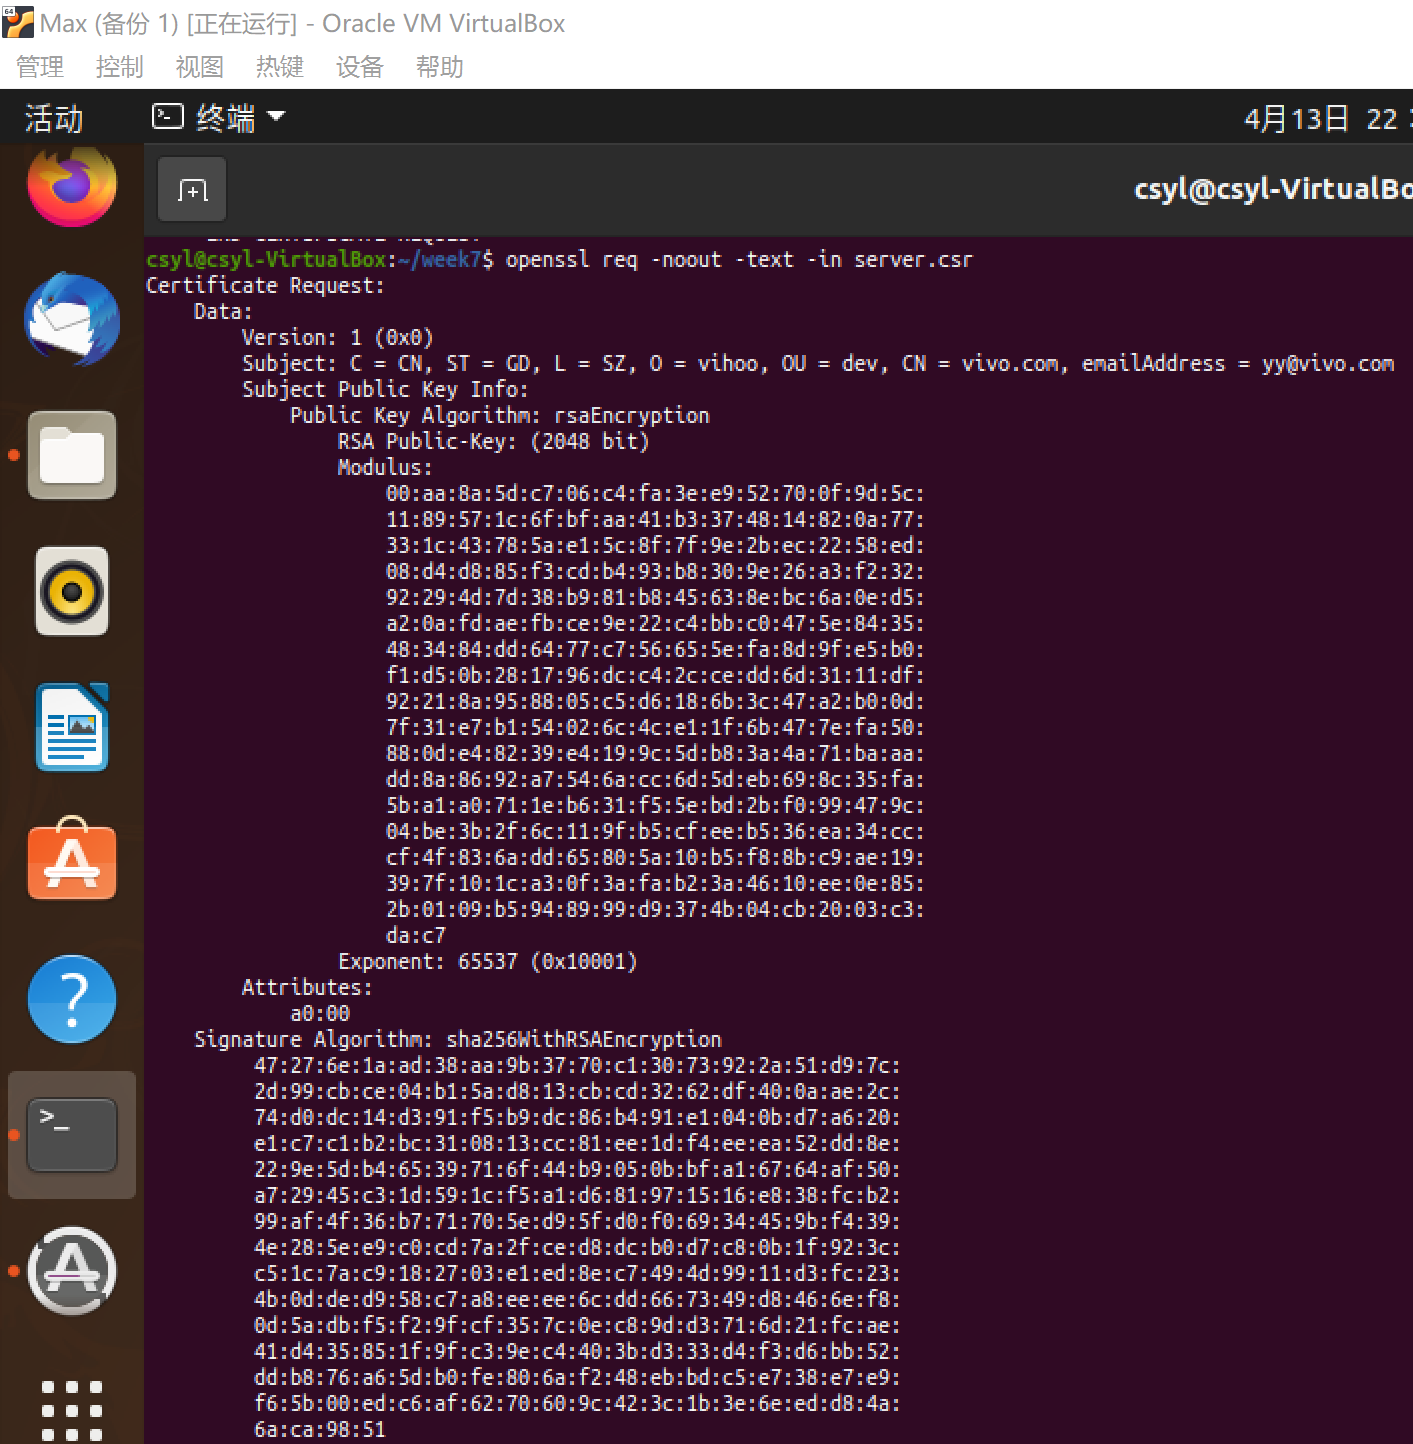 Max (备份 1) [正在运行] - Oracle VM VirtualBox
管理 控制 视图 热键 设备 帮助
活动 终端 4月13日 22
csyl@csyl-VirtualBo
csyl@csyl-VirtualBox:~/week7$ openssl req -noout -text -in server.csr
Certificate Request:
Data:
Version: 1 (0x0)
Subject: C = CN, ST = GD, L = SZ, O = vihoo, OU = dev, CN = vivo.com, emailAddress = yy@vivo.com
Subject Public Key Info:
Public Key Algorithm: rsaEncryption
RSA Public-Key: (2048 bit)
Modulus:
00:aa:8a:5d:c7:06:c4:fa:3e:e9:52:70:0f:9d:5c:
11:89:57:1c:6f:bf:aa:41:b3:37:48:14:82:0a:77:
33:1c:43:78:5a:e1:5c:8f:7f:9e:2b:ec:22:58:ed:
08:d4:d8:85:f3:cd:b4:93:b8:30:9e:26:a3:f2:32:
92:29:4d:7d:38:b9:81:b8:45:63:8e:bc:6a:0e:d5:
a2:0a:fd:ae:fb:ce:9e:22:c4:bb:c0:47:5e:84:35:
48:34:84:dd:64:77:c7:56:65:5e:fa:8d:9f:e5:b0:
f1:d5:0b:28:17:96:dc:c4:2c:ce:dd:6d:31:11:df:
92:21:8a:95:88:05:c5:d6:18:6b:3c:47:a2:b0:0d:
7f:31:e7:b1:54:02:6c:4c:e1:1f:6b:47:7e:fa:50:
88:0d:e4:82:39:e4:19:9c:5d:b8:3a:4a:71:ba:aa:
dd:8a:86:92:a7:54:6a:cc:6d:5d:eb:69:8c:35:fa:
5b:a1:a0:71:1e:b6:31:f5:5e:bd:2b:f0:99:47:9c:
04:be:3b:2f:6c:11:9f:b5:cf:ee:b5:36:ea:34:cc:
cf:4f:83:6a:dd:65:80:5a:10:b5:f8:8b:c9:ae:19:
39:7f:10:1c:a3:0f:3a:fa:b2:3a:46:10:ee:0e:85:
2b:01:09:b5:94:89:99:d9:37:4b:04:cb:20:03:c3:
da:c7
Exponent: 65537 (0x10001)
Attributes:
a0:00
Signature Algorithm: sha256WithRSAEncryption
47:27:6e:1a:ad:38:aa:9b:37:70:c1:30:73:92:2a:51:d9:7c:
2d:99:cb:ce:04:b1:5a:d8:13:cb:cd:32:62:df:40:0a:ae:2c:
74:d0:dc:14:d3:91:f5:b9:dc:86:b4:91:e1:04:0b:d7:a6:20:
e1:c7:c1:b2:bc:31:08:13:cc:81:ee:1d:f4:ee:ea:52:dd:8e:
22:9e:5d:b4:65:39:71:6f:44:b9:05:0b:bf:a1:67:64:af:50:
a7:29:45:c3:1d:59:1c:f5:a1:d6:81:97:15:16:e8:38:fc:b2:
99:af:4f:36:b7:71:70:5e:d9:5f:d0:f0:69:34:45:9b:f4:39:
4e:28:5e:e9:c0:cd:7a:2f:ce:d8:dc:b0:d7:c8:0b:1f:92:3c:
c5:1c:7a:c9:18:27:03:e1:ed:8e:c7:49:4d:99:11:d3:fc:23:
4b:0d:de:d9:58:c7:a8:ee:ee:6c:dd:66:73:49:d8:46:6e:f8:
0d:5a:db:f5:f2:9f:cf:35:7c:0e:c8:9d:d3:71:6d:21:fc:ae:
41:d4:35:85:1f:9f:c3:9e:c4:40:3b:d3:33:d4:f3:d6:bb:52:
dd:b8:76:a6:5d:b0:fe:80:6a:f2:48:eb:bd:c5:e7:38:e7:e9:
f6:5b:00:ed:c6:af:62:70:60:9c:42:3c:1b:3e:6e:ed:d8:4a:
6a:ca:98:51